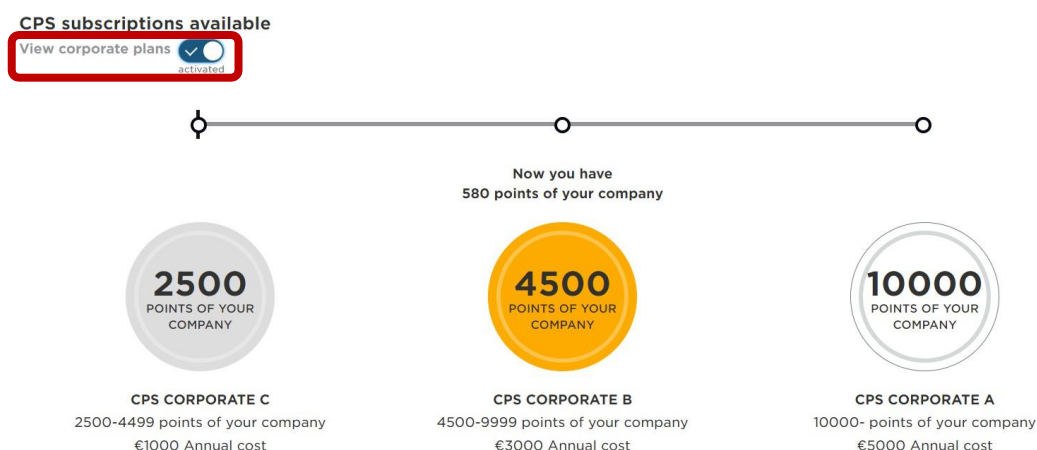 CPS subscriptions available
View corporate plans
activated
Now you have
580 points of your company
2500
POINTS OF YOUR
COMPANY
4500
POINTS OF YOUR
COMPANY
10000
POINTS OF YOUR
COMPANY
CPS CORPORATE C
2500-4499 points of your company
€1000 Annual cost
CPS CORPORATE B
4500-9999 points of your company
€3000 Annual cost
CPS CORPORATE A
10000- points of your company
€5000 Annual cost